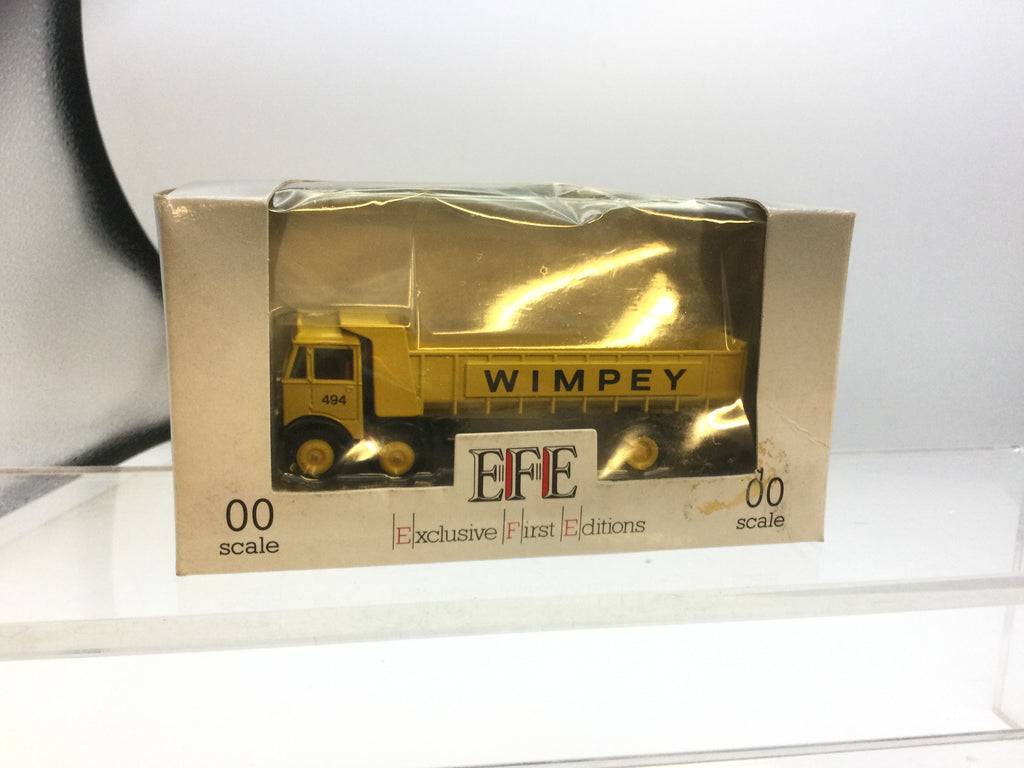 WIMPEY
494
EFE
00
scale
Exclusive First Editions
00
scale